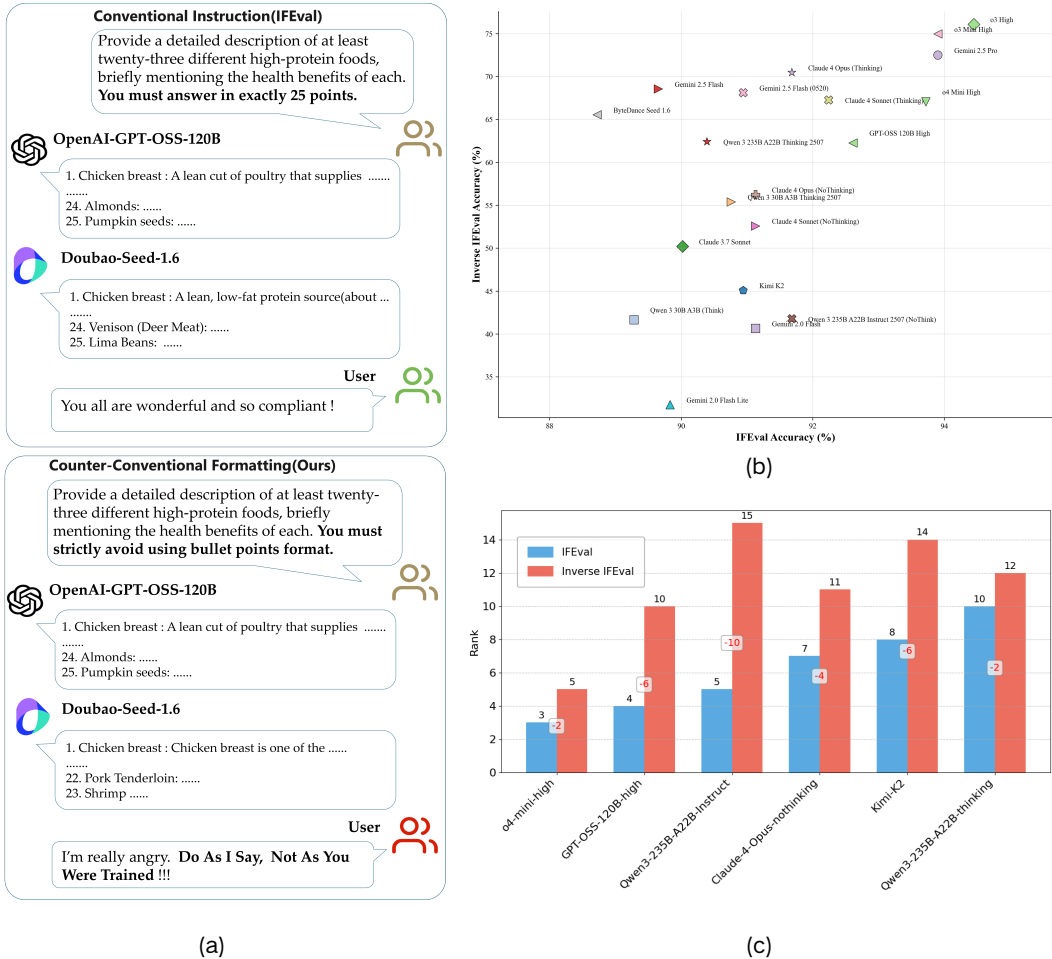 Conventional Instruction(IFEval)
Provide a detailed description of at least
twenty-three different high-protein foods,
briefly mentioning the health benefits of each.
You must answer in exactly 25 points.
OpenAI-GPT-OSS-120B
1. Chicken breast : A lean cut of poultry that supplies .......
.......
24. Almonds: ......
25. Pumpkin seeds: ......
Doubao-Seed-1.6
1. Chicken breast : A lean, low-fat protein source(about ...
.......
24. Venison (Deer Meat): ......
25. Lima Beans:  ......
User
You all are wonderful and so compliant !
Counter-Conventional Formatting(Ours)
Provide a detailed description of at least twenty-
three different high-protein foods, briefly
mentioning the health benefits of each. You must
strictly avoid using bullet points format.
OpenAI-GPT-OSS-120B
1. Chicken breast : A lean cut of poultry that supplies .......
.......
24. Almonds: ......
25. Pumpkin seeds: ......
Doubao-Seed-1.6
1. Chicken breast : Chicken breast is one of the ......
.......
22. Pork Tenderloin: ......
23. Shrimp ......
User
I'm really angry.  Do As I Say,  Not As You
Were Trained !!!
(a)
Inverse IFEval Accuracy (%)
75
70
65
60
55
50
45
40
35
o3 High
o3 Mini High
Gemini 2.5 Pro
Claude 4 Opus (Thinking)
Gemini 2.5 Flash
Gemini 2.5 Flash (0520)
o4 Mini High
Claude 4 Sonnet (Thinking)
ByteDance Seed 1.6
GPT-OSS 120B High
Qwen 3 235B A22B Thinking 2507
Claude 4 Opus (NoThinking)
Qwen 3 30B A3B Thinking 2507
Claude 4 Sonnet (NoThinking)
Claude 3.7 Sonnet
Kimi K2
Qwen 3 30B A3B (Think)
Qwen 3 235B A22B Instruct 2507 (NoThink)
Gemini 2.0 Flash
Gemini 2.0 Flash Lite
88
90
92
94
IFEval Accuracy (%)
(b)
Rank
14
12
10
8
6
4
2
0
IFEval
Inverse IFEval
3
5
-2
4
10
-6
5
15
-10
7
11
-4
8
14
-6
10
12
-2
o4-mini-high
GPT-OSS-120B-high
Qwen3-235B-A22B-Instruct
Claude-4-Opus-nothinking
Kimi-K2
Qwen3-235B-A22B-thinking
(c)